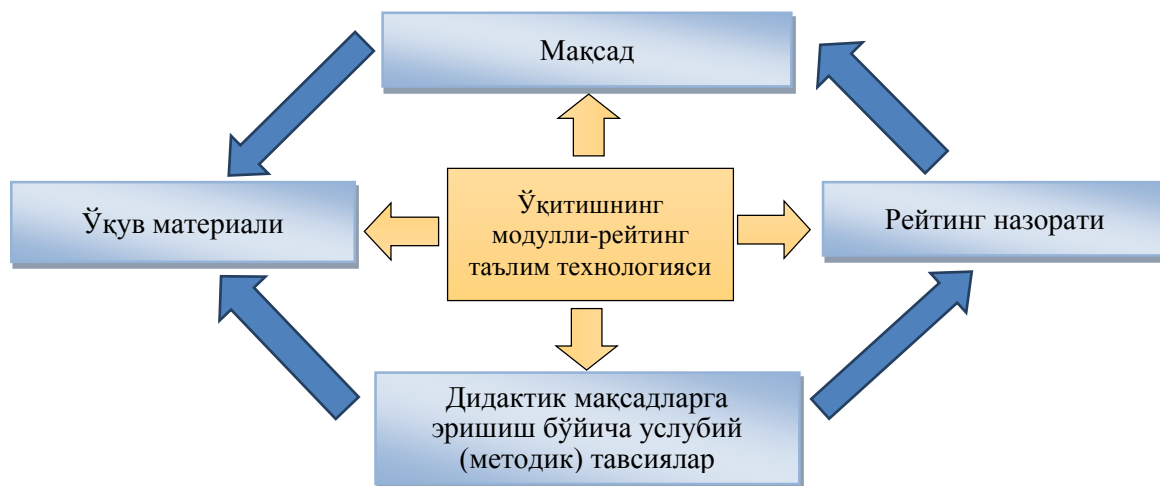 Мақсад
Ўқув материали
Ўқитишнинг
модулли-рейтинг
таълим технологияси
Рейтинг назорати
Дидактик мақсадларга
эришиш бўйича услубий
(методик) тавсиялар